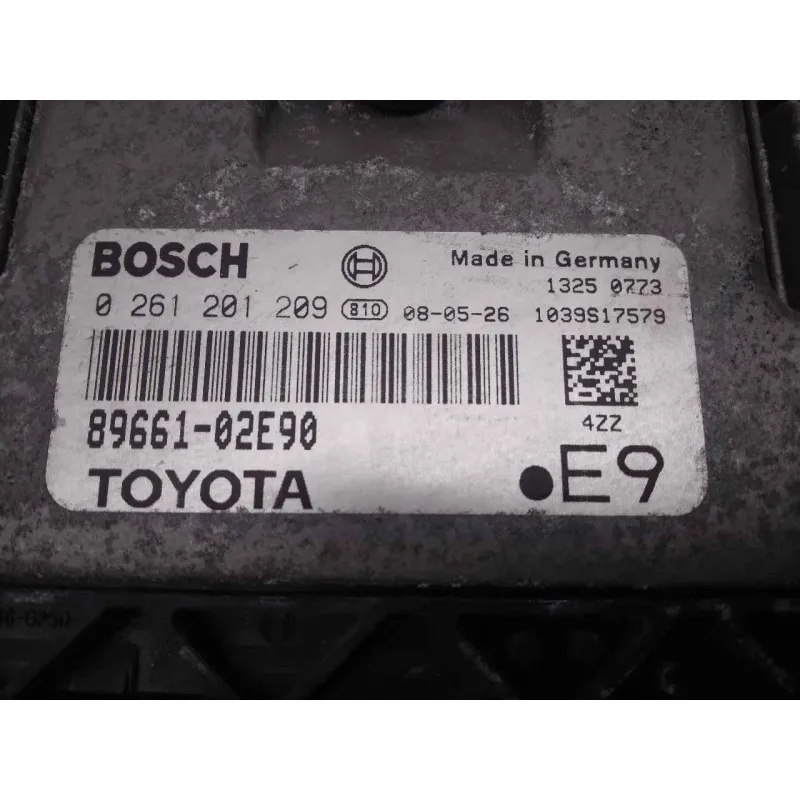 BOSCH Made in Germany
1325 0773
0 261 201 209 810 08-05-26 1039S17579
4ZZ
89661-02E90
TOYOTA ●E9